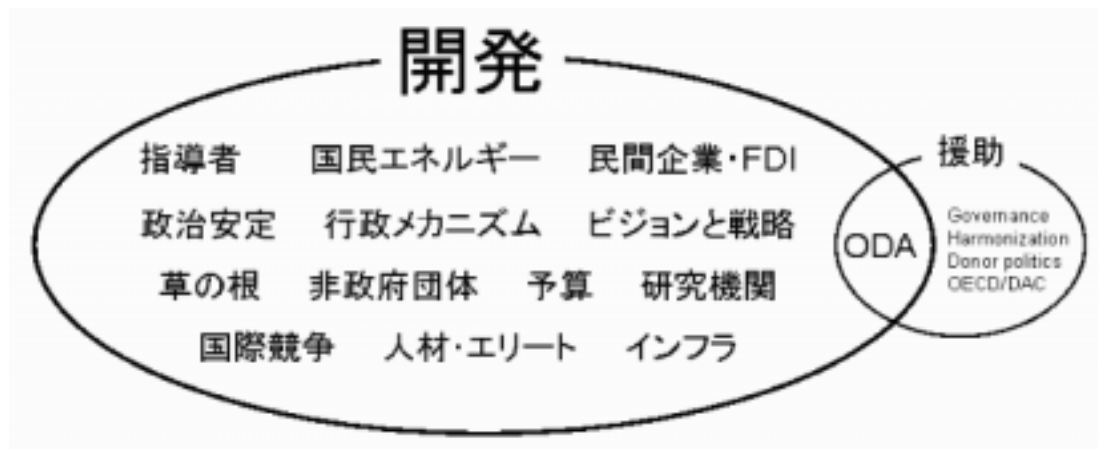 開発
指導者 国民エネルギー 民間企業・FDI
援助
政治安定 行政メカニズム ビジョンと戦略
ODA
Governance
Harmonization
Donor politics
OECD/DAC
草の根 非政府団体 予算 研究機関
国際競争 人材・エリート インフラ